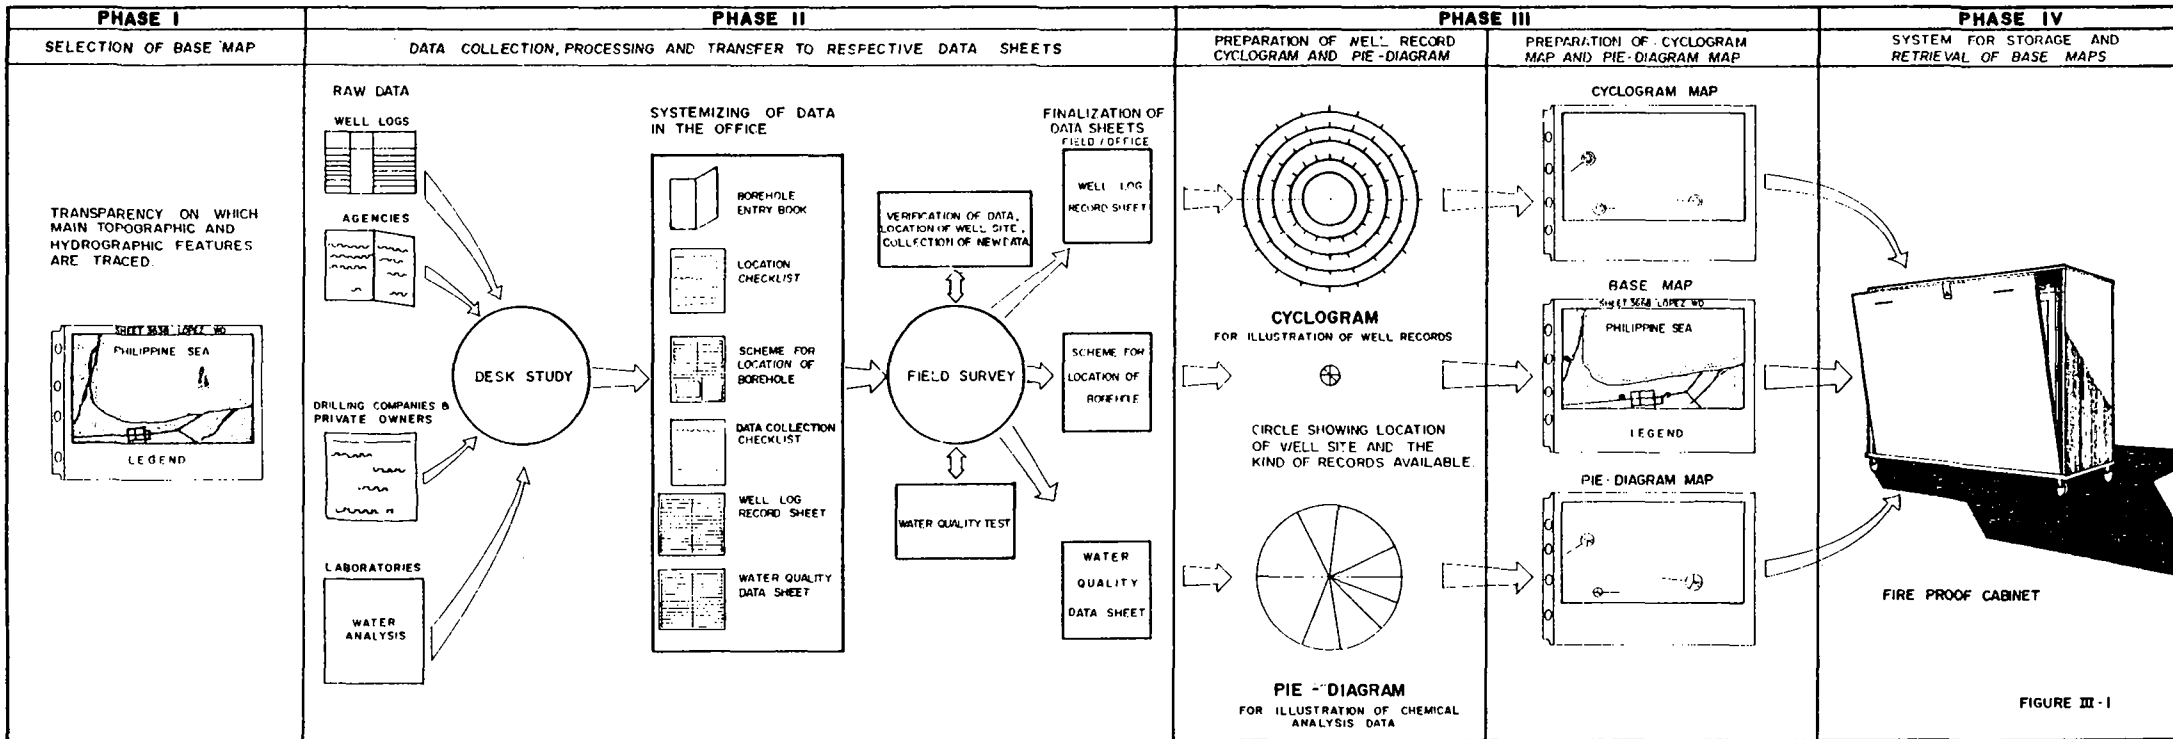 PHASE I
SELECTION OF BASE MAP
TRANSPARENCY ON WHICH
MAIN TOPOGRAPHIC AND
HYDROGRAPHIC FEATURES
ARE TRACED.
SHEET 3658 LOPEZ WD
PHILIPPINE SEA
LEGEND
PHASE II
DATA COLLECTION, PROCESSING AND TRANSFER TO RESPECTIVE DATA SHEETS
RAW DATA
WELL LOGS
AGENCIES
DRILLING COMPANIES &
PRIVATE OWNERS
LABORATORIES
WATER
ANALYSIS
DESK STUDY
SYSTEMIZING OF DATA
IN THE OFFICE
BOREHOLE
ENTRY BOOK
LOCATION
CHECKLIST
SCHEME FOR
LOCATION OF
BOREHOLE
DATA COLLECTION
CHECKLIST
WELL LOG
RECORD SHEET
WATER QUALITY
DATA SHEET
VERIFICATION OF DATA,
LOCATION OF WELL SITE,
COLLECTION OF NEW DATA
FIELD SURVEY
WATER QUALITY TEST
FINALIZATION OF
DATA SHEETS
FIELD / OFFICE
WELL LOG
RECORD SHEET
SCHEME FOR
LOCATION OF
BOREHOLE
WATER
QUALITY
DATA SHEET
PHASE III
PREPARATION OF WELL RECORD
CYCLOGRAM AND PIE-DIAGRAM
CYCLOGRAM
FOR ILLUSTRATION OF WELL RECORDS
CIRCLE SHOWING LOCATION
OF WELL SITE AND THE
KIND OF RECORDS AVAILABLE.
PIE - DIAGRAM
FOR ILLUSTRATION OF CHEMICAL
ANALYSIS DATA
PREPARATION OF CYCLOGRAM
MAP AND PIE-DIAGRAM MAP
CYCLOGRAM MAP
BASE MAP
SHEET 3658 LOPEZ WD
PHILIPPINE SEA
LEGEND
PIE-DIAGRAM MAP
PHASE IV
SYSTEM FOR STORAGE AND
RETRIEVAL OF BASE MAPS
FIRE PROOF CABINET
FIGURE III-1